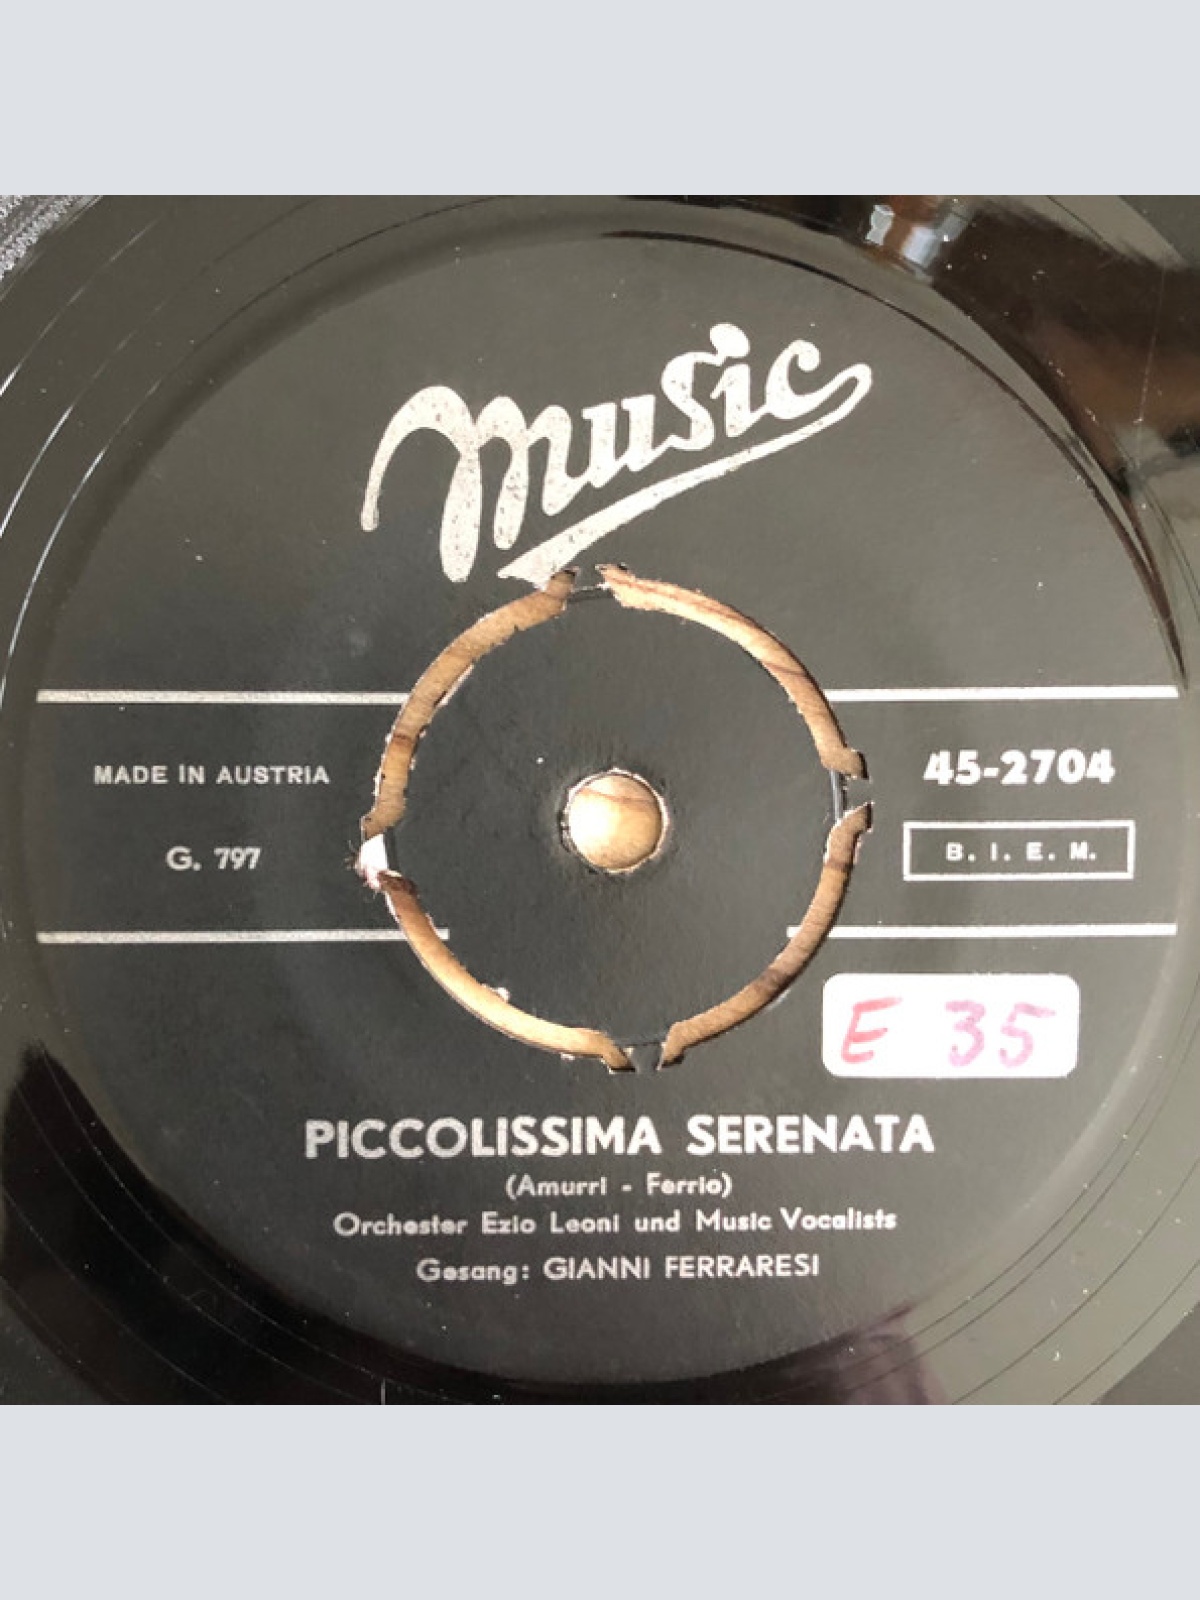 Music
MADE IN AUSTRIA
G. 797
45-2704
B. I. E. M.
E 35
PICCOLISSIMA SERENATA
(Amurri - Ferrio)
Orchester Ezio Leoni und Music Vocalists
Gesang: GIANNI FERRARESI